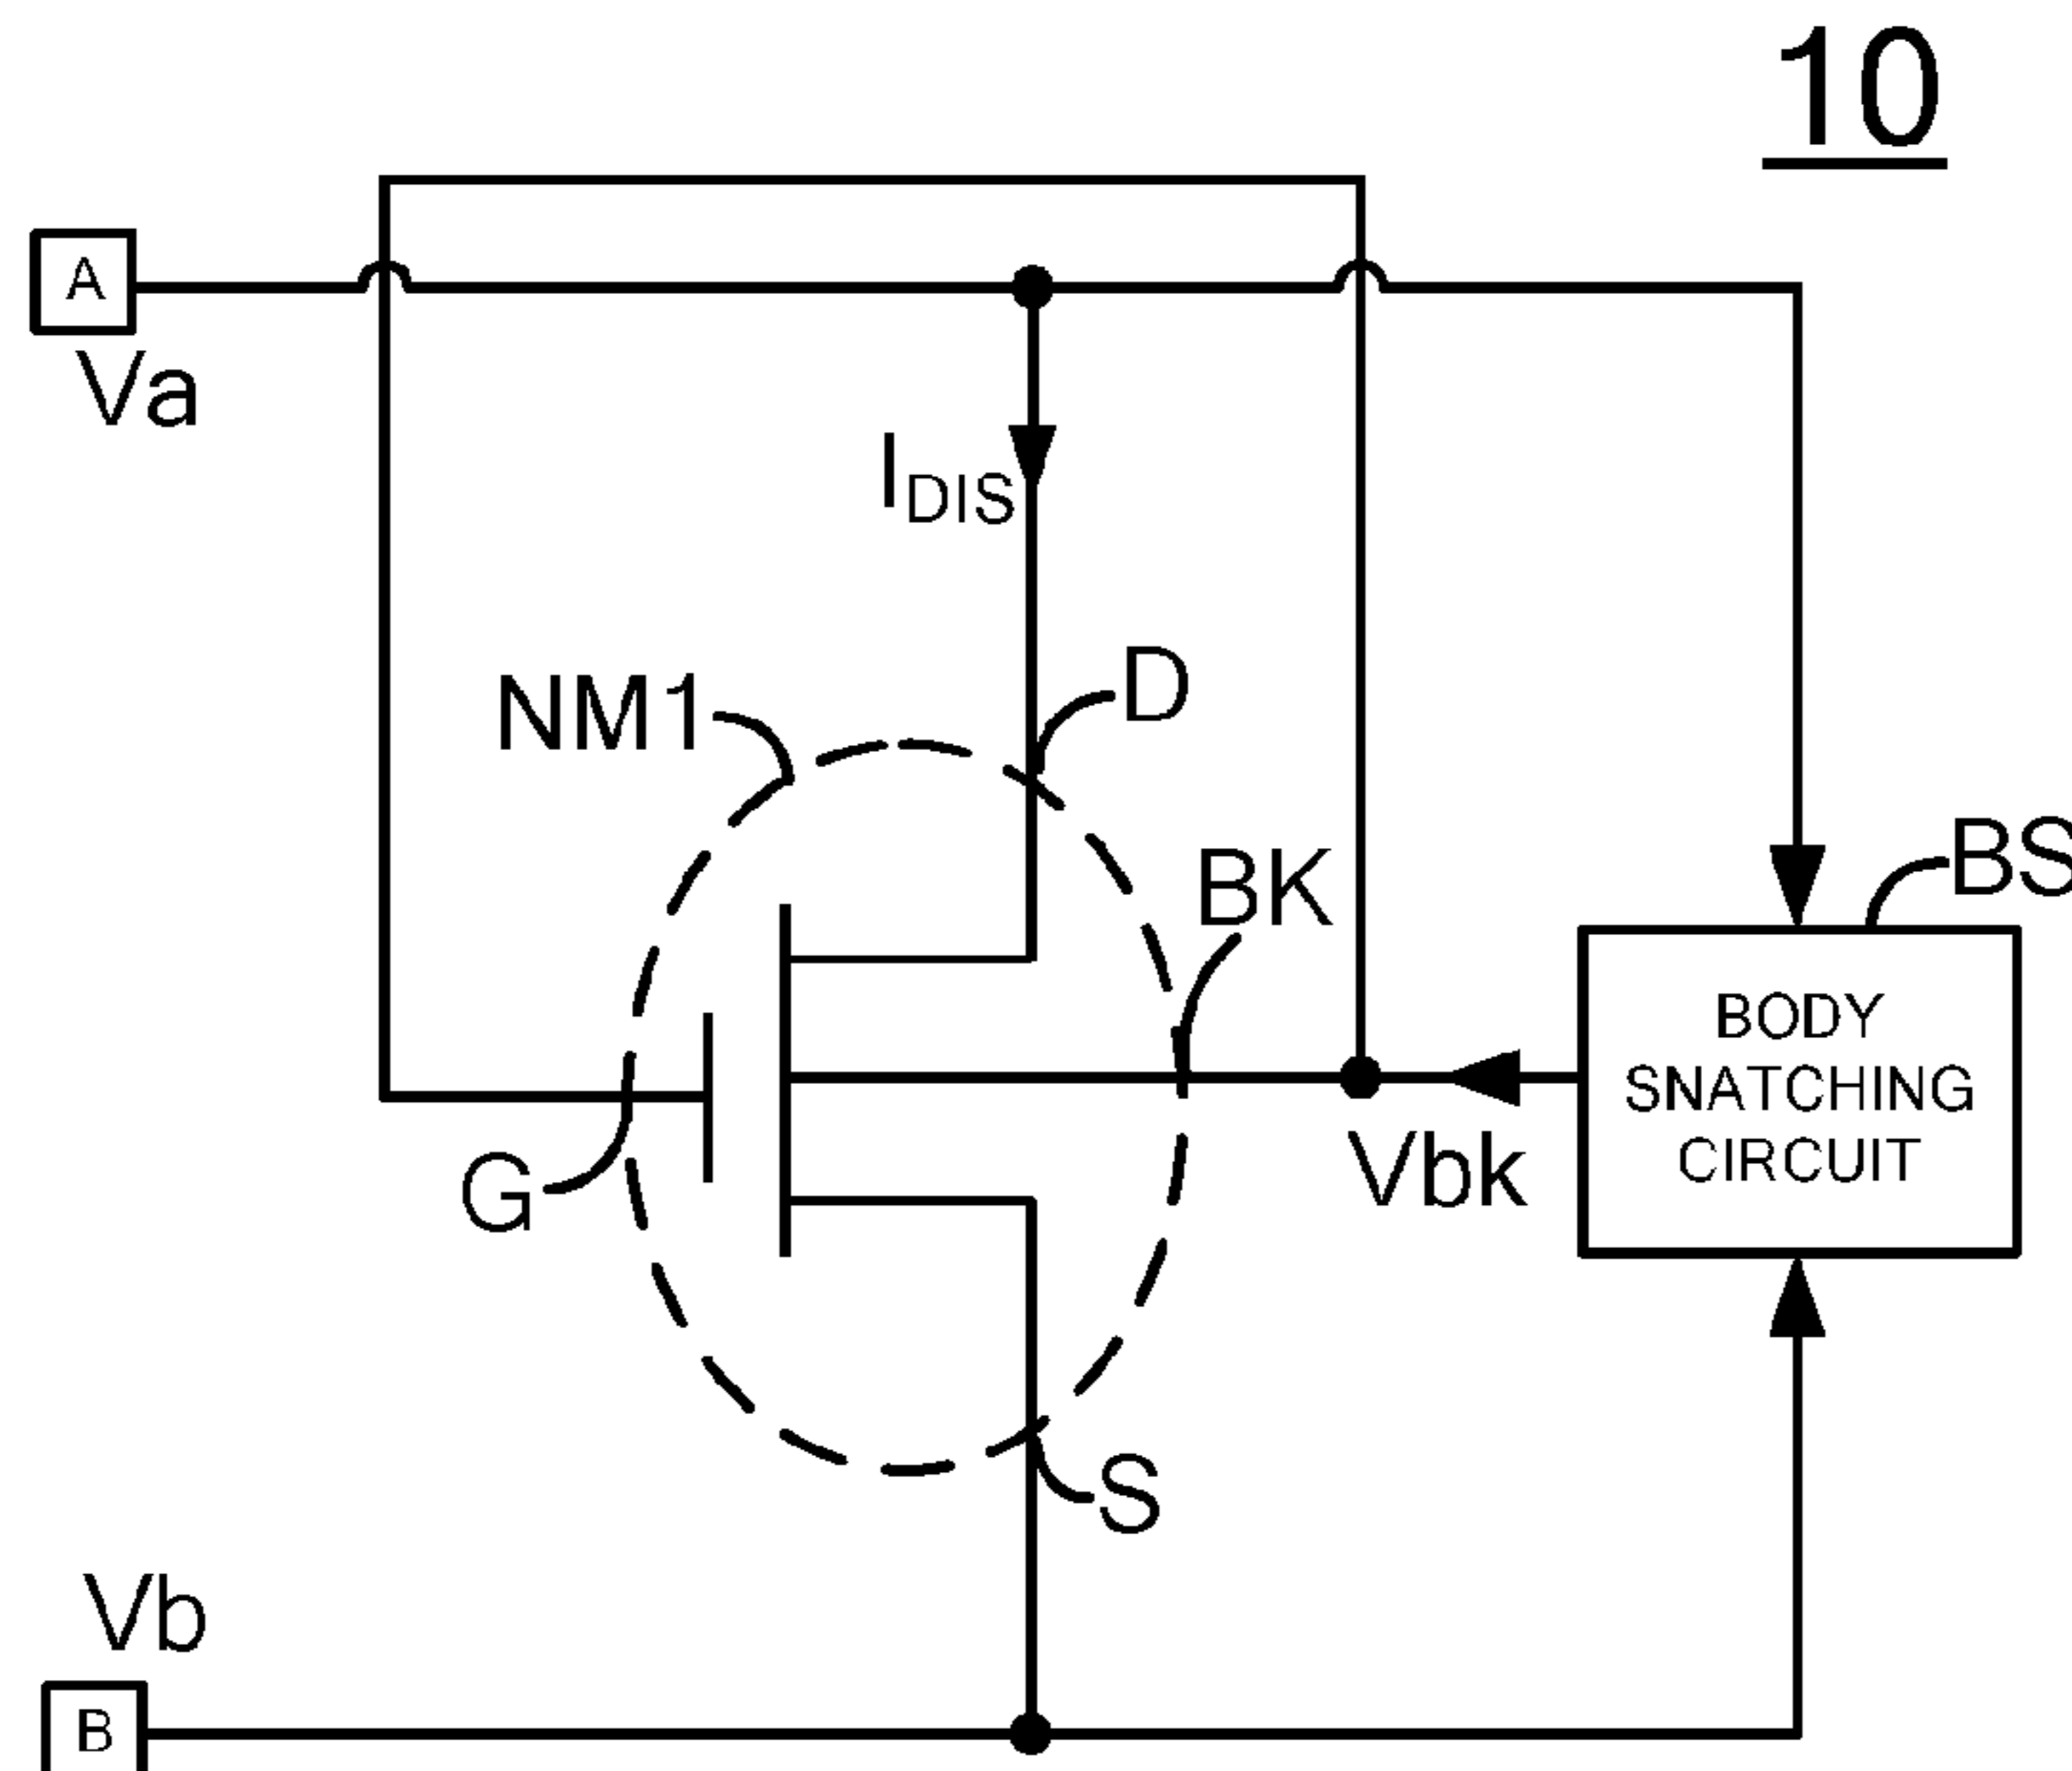 10
A
Va
IDIS
NM1
D
BK
BS
BODY
SNATCHING
CIRCUIT
G
Vbk
S
Vb
B